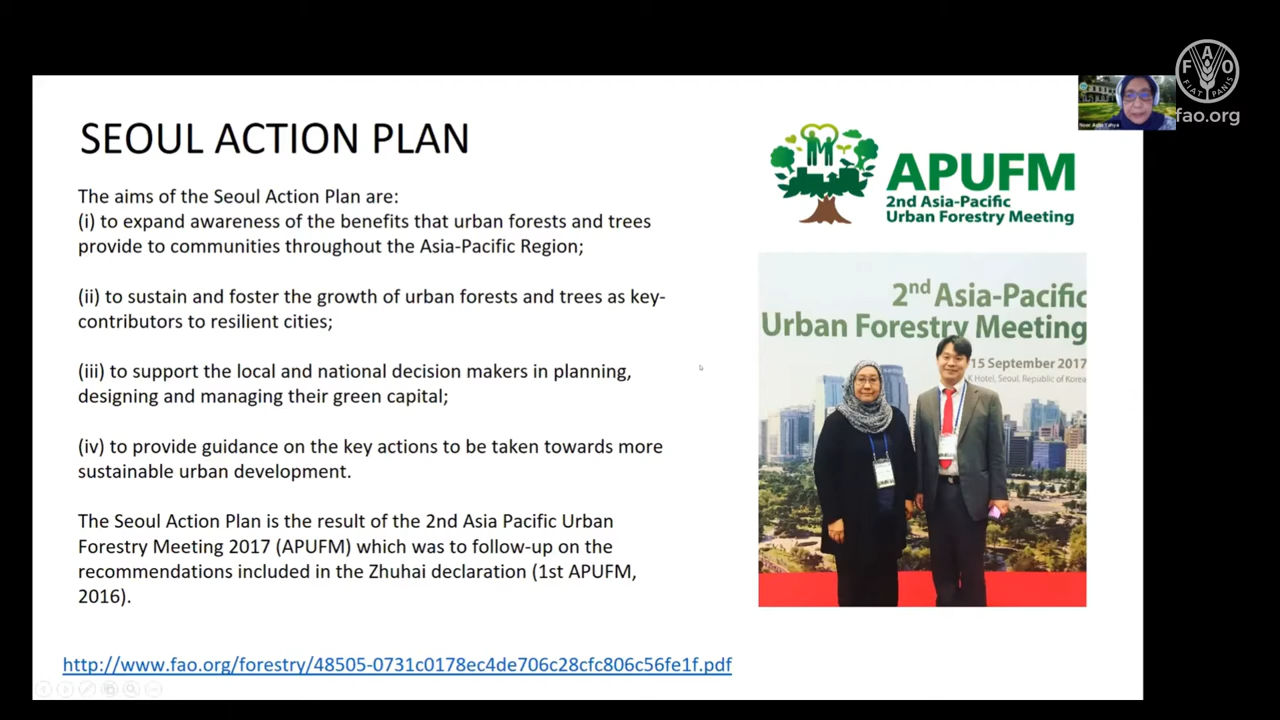 FAO
FIAT PANIS
fao.org
SEOUL ACTION PLAN
The aims of the Seoul Action Plan are:
(i) to expand awareness of the benefits that urban forests and trees
provide to communities throughout the Asia-Pacific Region;
(ii) to sustain and foster the growth of urban forests and trees as key-
contributors to resilient cities;
(iii) to support the local and national decision makers in planning,
designing and managing their green capital;
(iv) to provide guidance on the key actions to be taken towards more
sustainable urban development.
The Seoul Action Plan is the result of the 2nd Asia Pacific Urban
Forestry Meeting 2017 (APUFM) which was to follow-up on the
recommendations included in the Zhuhai declaration (1st APUFM,
2016).
http://www.fao.org/forestry/48505-0731c0178ec4de706c28cfc806c56fe1f.pdf
APUFM
2nd Asia-Pacific
Urban Forestry Meeting
2nd Asia-Pacific
Urban Forestry Meeting
15 September 2017
K Hotel, Seoul, Republic of Korea